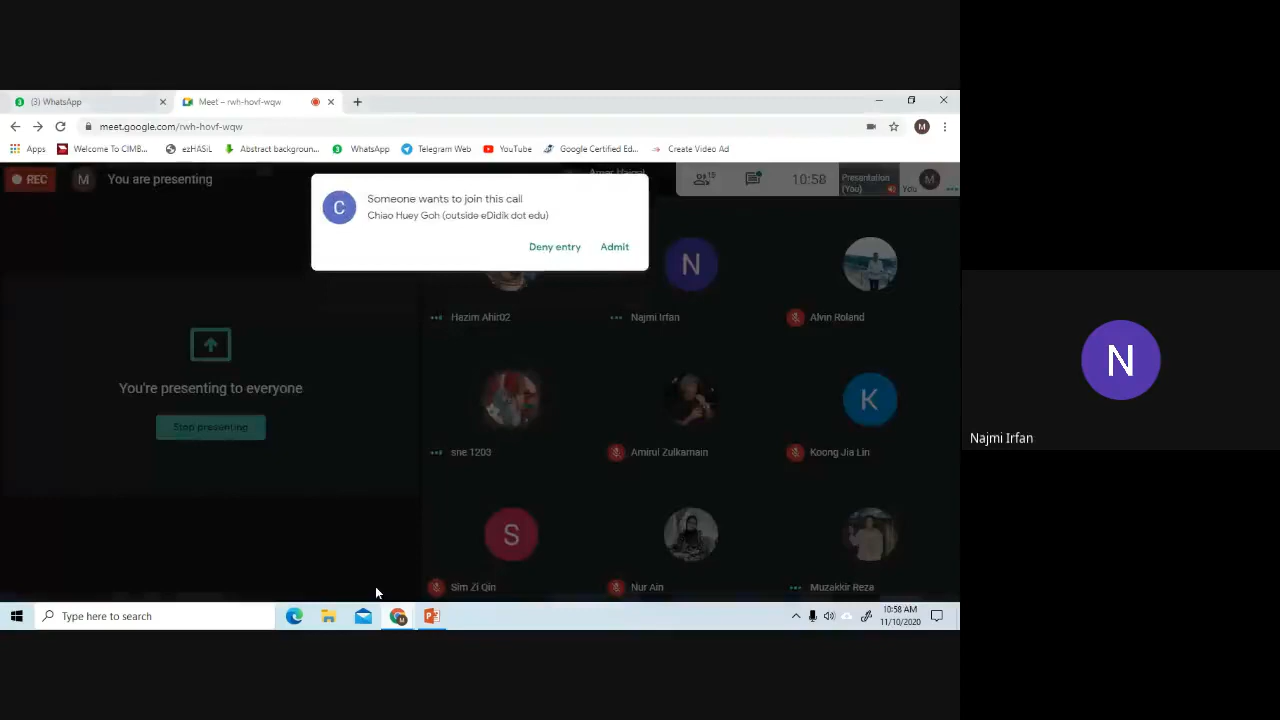 (3) WhatsApp
Meet – rwh-hovf-wqw
meet.google.com/rwh-hovf-wqw
M
Apps
Welcome To CIMB...
ezHASiL
Abstract backgroun...
WhatsApp
Telegram Web
YouTube
Google Certified Ed...
Create Video Ad
REC
M
You are presenting
C
Someone wants to join this call
Chiao Huey Goh (outside eDidik dot edu)
Deny entry
Admit
15
10:58
Presentation
(You)
You
M
You're presenting to everyone
Stop presenting
Hazim Ahir02
N
Najmi Irfan
Alvin Roland
sne 1203
Amirul Zulkarnain
K
Koong Jia Lin
S
Sim Zi Qin
Nur Ain
Muzakkir Reza
N
Najmi Irfan
Type here to search
10:58 AM
11/10/2020